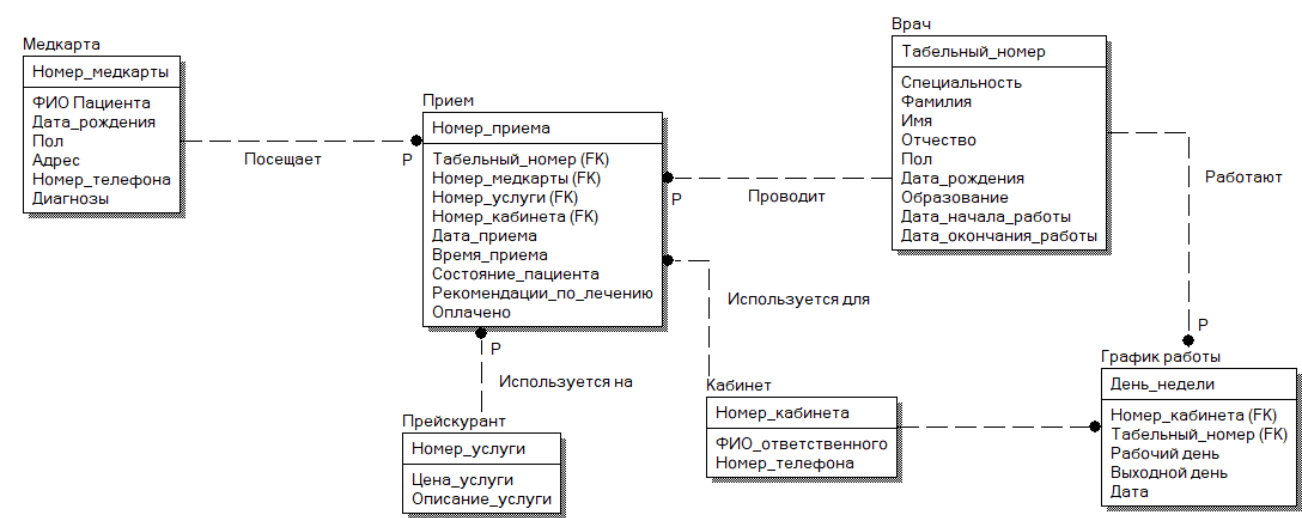 Медкарта
Номер_медкарты
ФИО Пациента
Дата_рождения
Пол
Адрес
Номер_телефона
Диагнозы
Посещает
P
Прием
Номер_приема
Табельный_номер (FK)
Номер_медкарты (FK)
Номер_услуги (FK)
Номер_кабинета (FK)
Дата_приема
Время_приема
Состояние_пациента
Рекомендации_по_лечению
Оплачено
P
Проводит
Врач
Табельный_номер
Специальность
Фамилия
Имя
Отчество
Пол
Дата_рождения
Образование
Дата_начала_работы
Дата_окончания_работы
Работают
P
Используется для
P
Используется на
Прейскурант
Номер_услуги
Цена_услуги
Описание_услуги
Кабинет
Номер_кабинета
ФИО_ответственного
Номер_телефона
График работы
День_недели
Номер_кабинета (FK)
Табельный_номер (FK)
Рабочий день
Выходной день
Дата